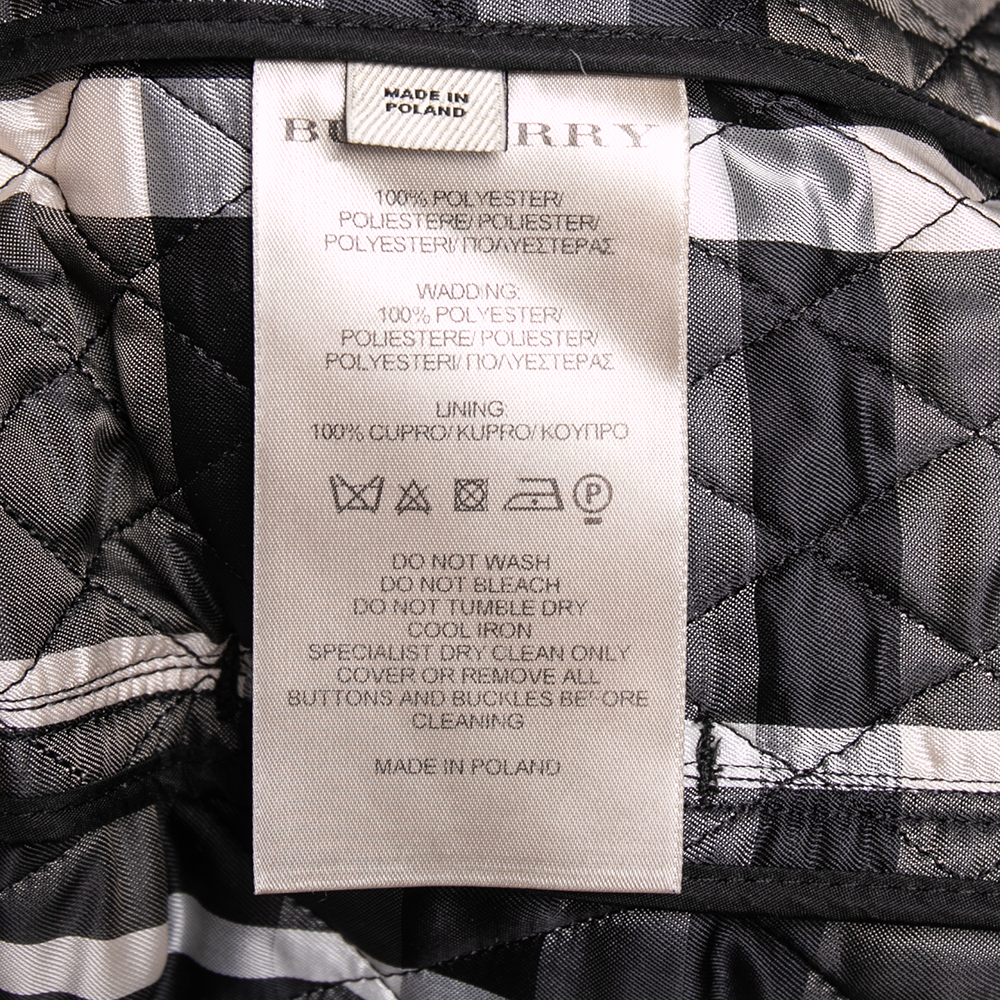 MADE IN
POLAND
100% POLYESTER/
POLIESTERE/ POLIESTER/
POLYESTERI/ ΠΟΛΥΕΣΤΕΡΑΣ
WADDING:
100% POLYESTER/
POLIESTERE/ POLIESTER/
POLYESTERI/ ΠΟΛΥΕΣΤΕΡΑΣ
LINING:
100% CUPRO/ KUPRO/ ΚΟΥΠΡΟ
P
DO NOT WASH
DO NOT BLEACH
DO NOT TUMBLE DRY
COOL IRON
SPECIALIST DRY CLEAN ONLY
COVER OR REMOVE ALL
BUTTONS AND BUCKLES BEFORE
CLEANING
MADE IN POLAND